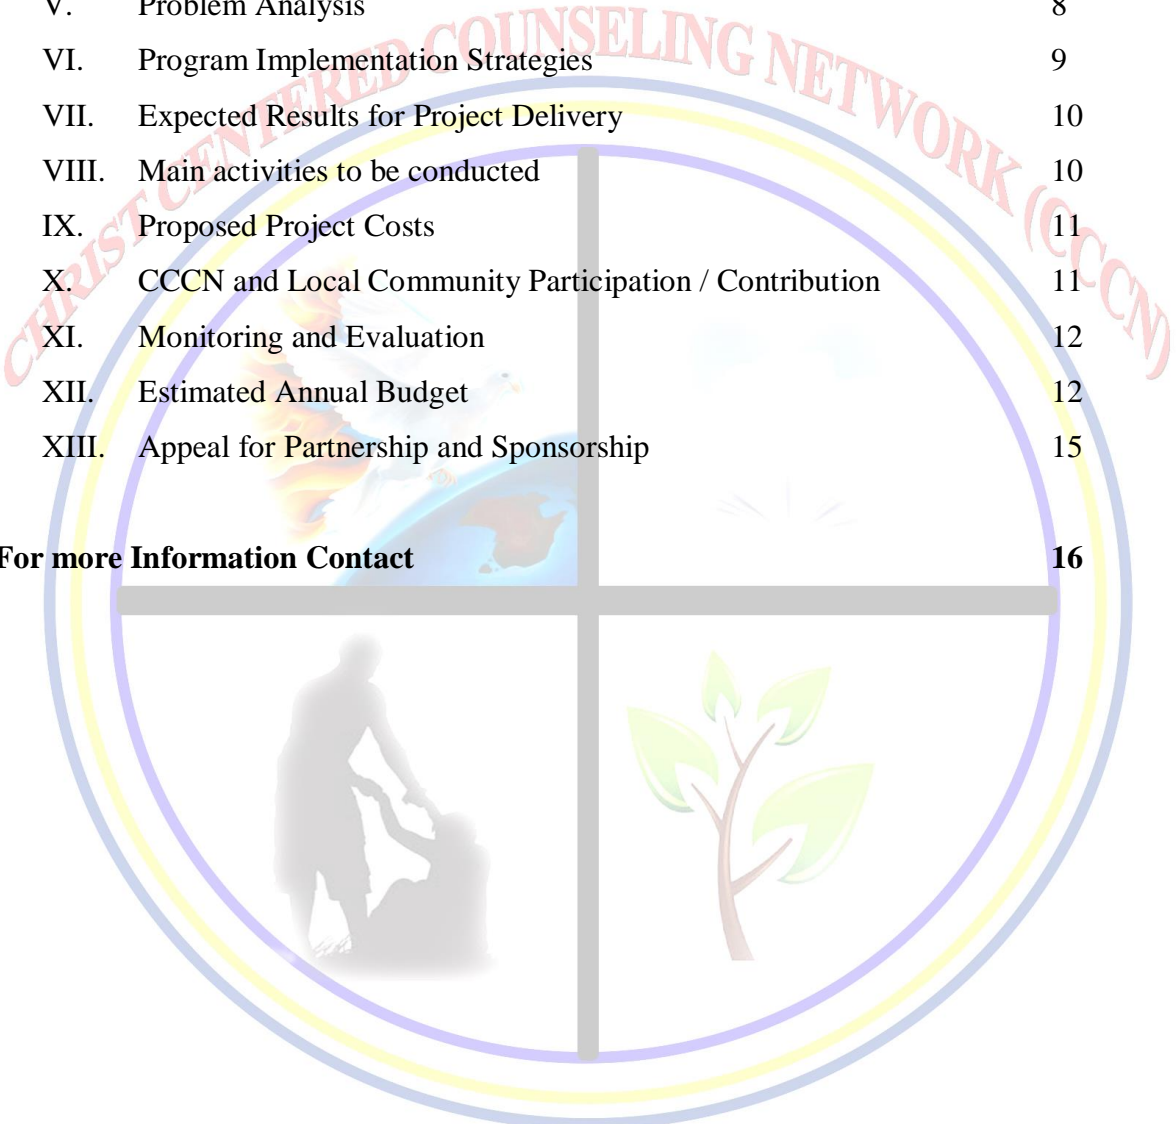 V. Problem Analysis 8
VI. Program Implementation Strategies 9
VII. Expected Results for Project Delivery 10
VIII. Main activities to be conducted 10
IX. Proposed Project Costs 11
X. CCCN and Local Community Participation / Contribution 11
XI. Monitoring and Evaluation 12
XII. Estimated Annual Budget 12
XIII. Appeal for Partnership and Sponsorship 15
For more Information Contact 16
CHRIST CENTERED COUNSELING NETWORK (CCCN)